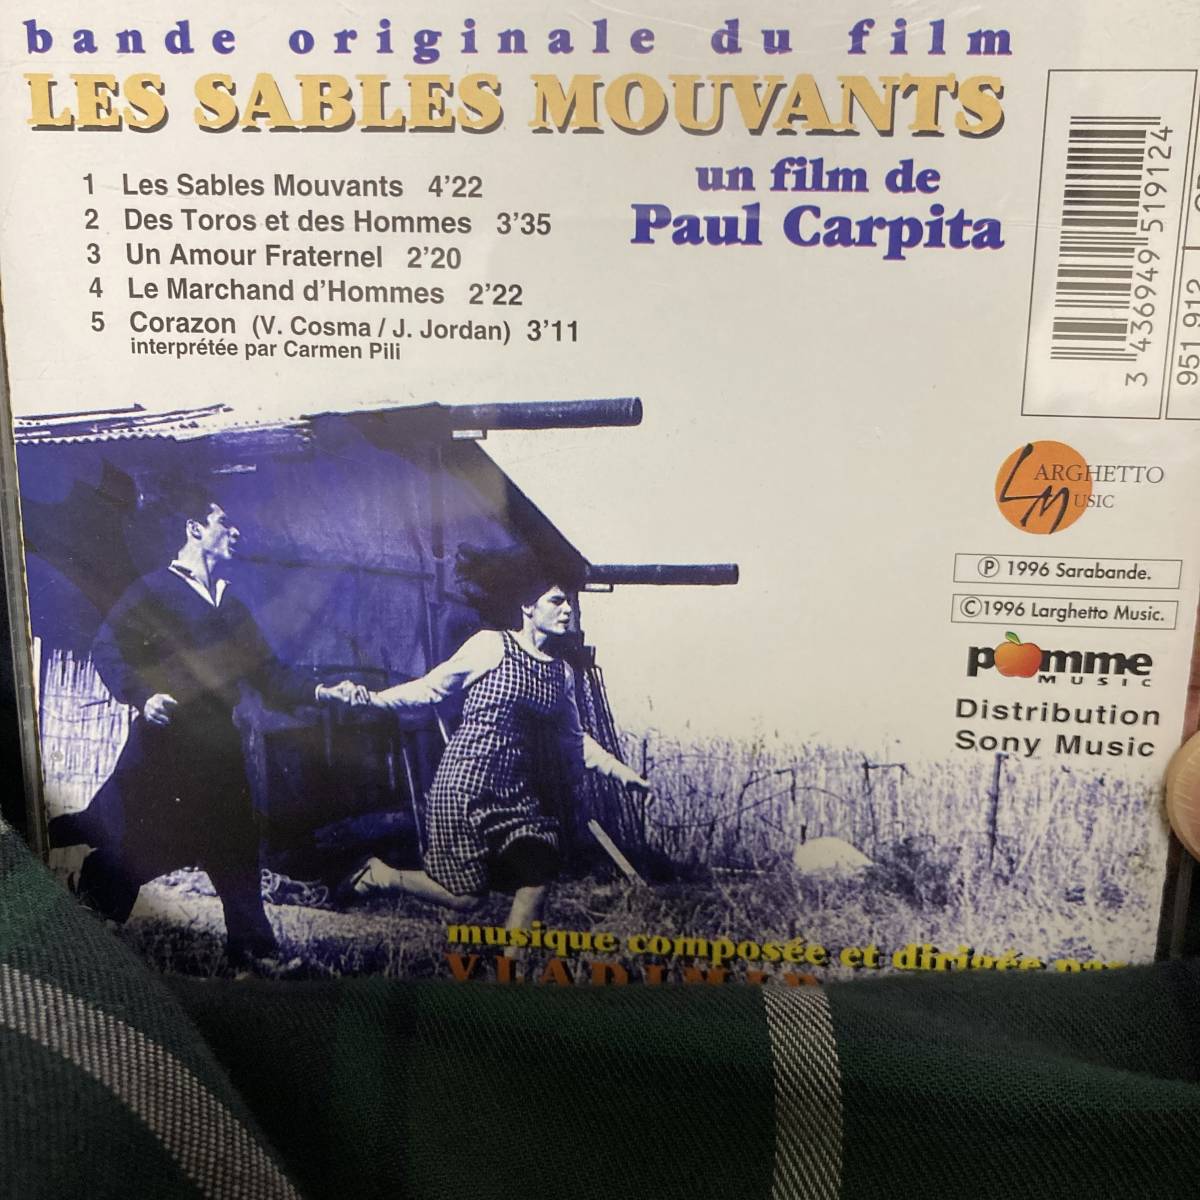 bande originale du film
LES SABLES MOUVANTS
un film de
Paul Carpita
1 Les Sables Mouvants 4'22
2 Des Toros et des Hommes 3'35
3 Un Amour Fraternel 2'20
4 Le Marchand d'Hommes 2'22
5 Corazon (V. Cosma / J. Jordan) 3'11
interprétée par Carmen Pili
3 436949 519124
951 912
LARGHETTO
MUSIC
Ⓟ 1996 Sarabande.
©1996 Larghetto Music.
pomme
MUSIC
Distribution
Sony Music
musique composée et dirigée par
VLADIMIR